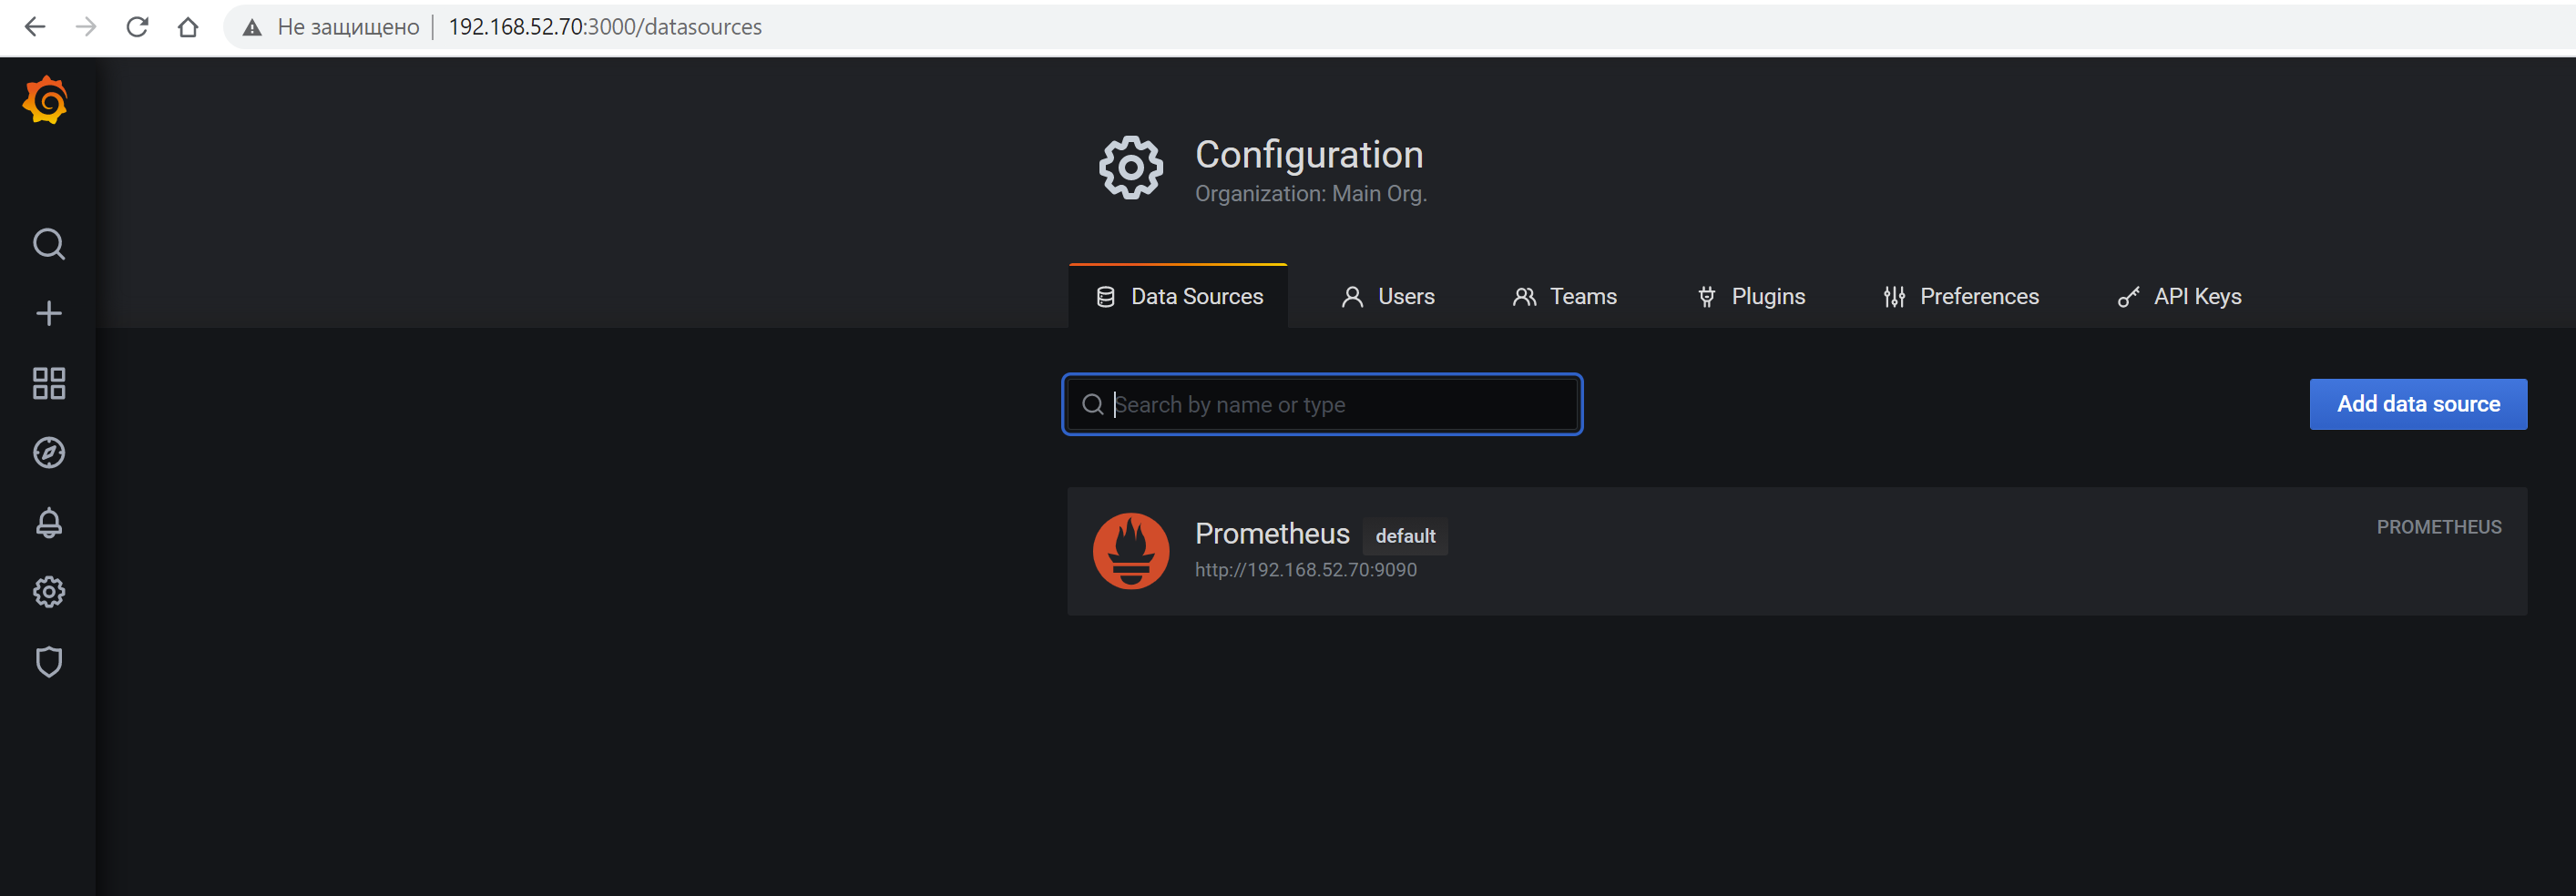 Не защищено 192.168.52.70:3000/datasources
Configuration
Organization: Main Org.
Data Sources Users Teams Plugins Preferences API Keys
Search by name or type Add data source
Prometheus default PROMETHEUS
http://192.168.52.70:9090